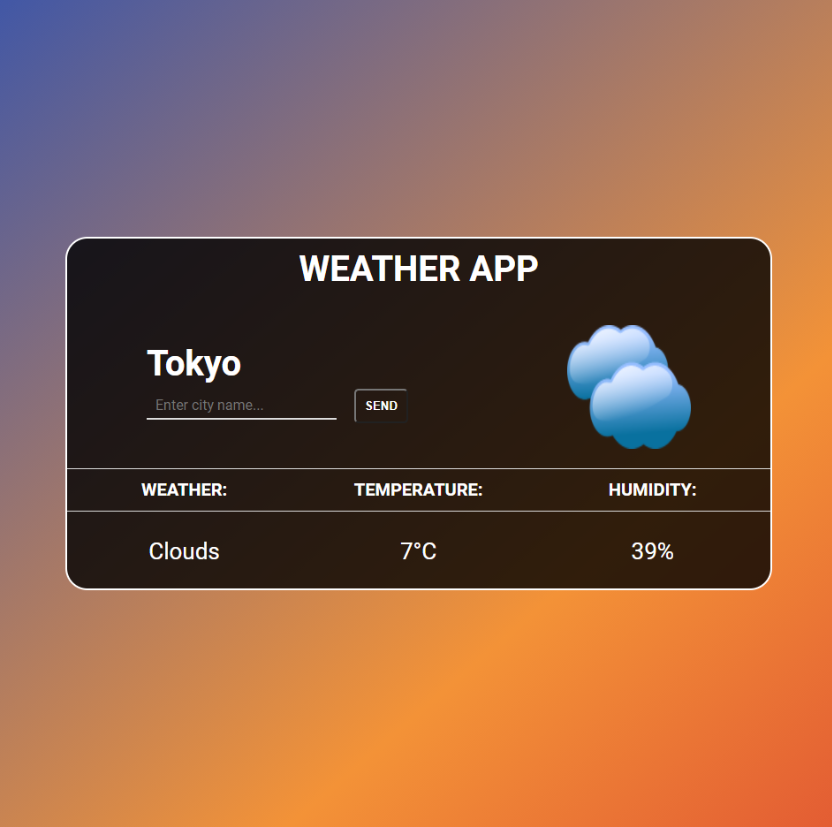 WEATHER APP
Tokyo
Enter city name...
SEND
WEATHER: TEMPERATURE: HUMIDITY:
Clouds 7°C 39%